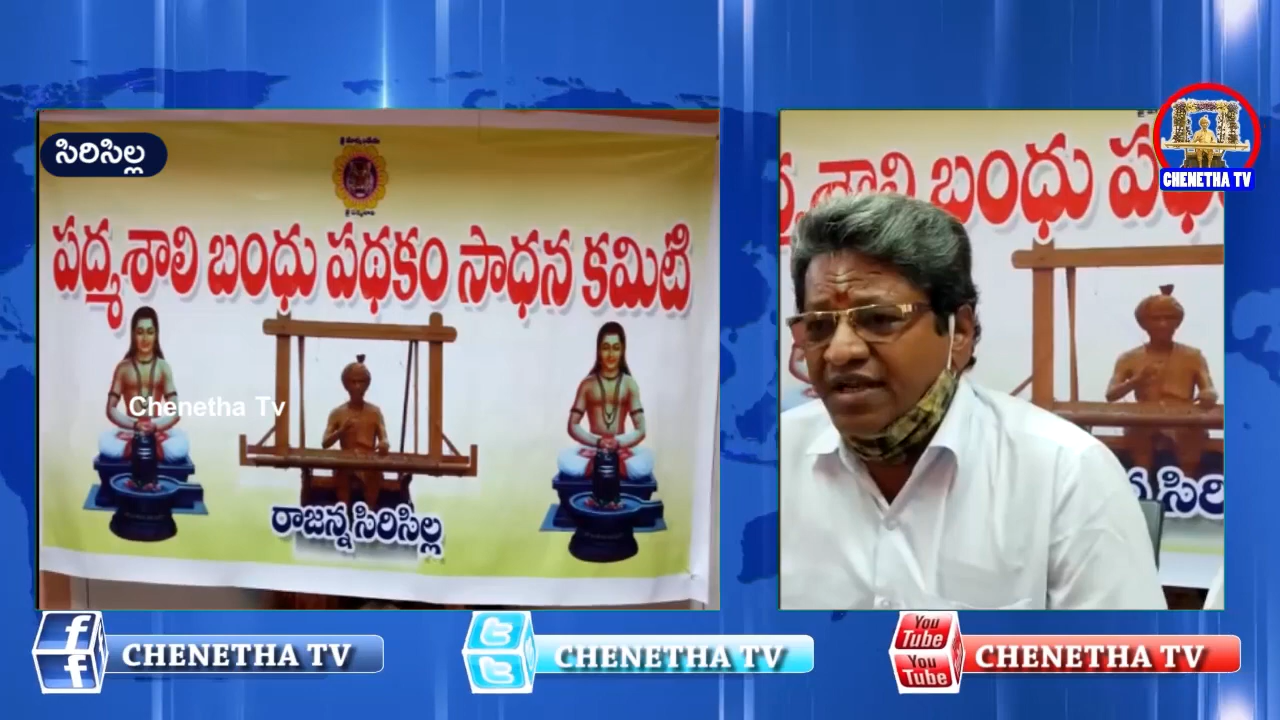 సిరిసిల్ల
శ్రీ మార్కండేయ
పద్మశాలి బంధు పథకం సాధన కమిటి
Chenetha Tv
రాజన్నసిరిసిల్ల
శాలి బంధు
CHENETHA TV
CHENETHA TV
CHENETHA TV
You Tube
You Tube
CHENETHA TV